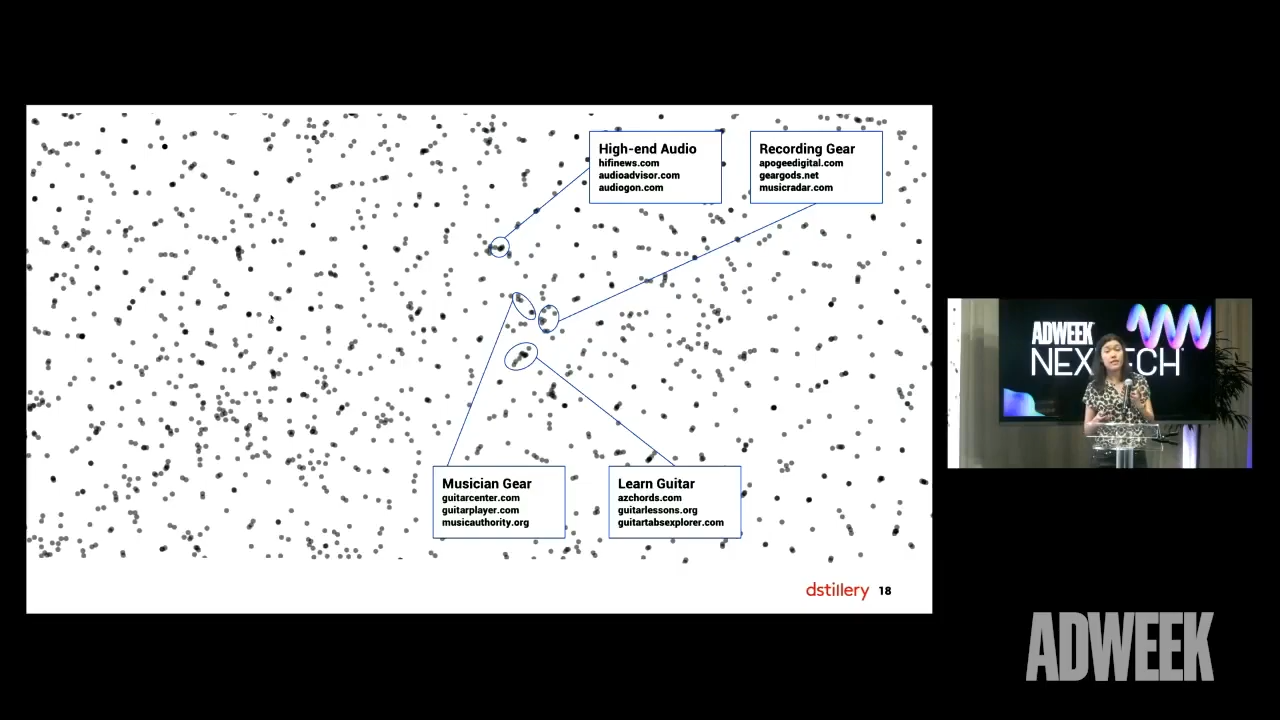 High-end Audio
hifinews.com
audioadvisor.com
audiogon.com
Recording Gear
apogeedigital.com
geargods.net
musicradar.com
Musician Gear
guitarcenter.com
guitarplayer.com
musicauthority.org
Learn Guitar
azchords.com
guitarlessons.org
guitartabsexplorer.com
dstillery 18
ADWEEK
NEXTECH
ADWEEK